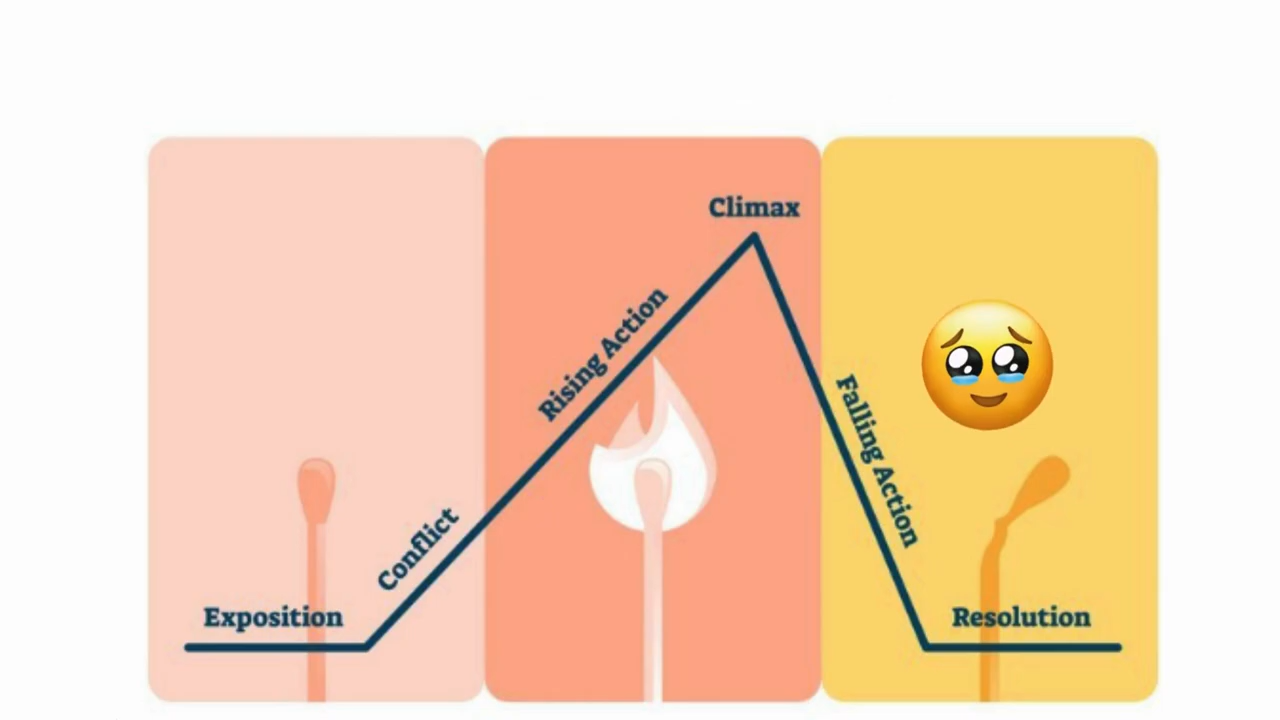 Climax
Rising Action
Falling Action
Conflict
Exposition
Resolution